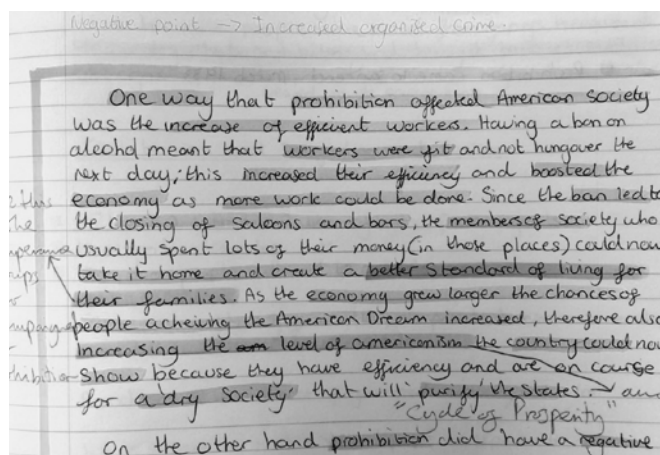 Negative point -> Increased organised crime.
One way that prohibition affected American society
was the increase of efficient workers. Having a ban on
alcohol meant that workers were fit and not hungover the
next day; this increased their efficiency and boosted the
this economy as more work could be done. Since the ban led to
the the closing of saloons and bars, the members of society who
usually spent lots of their money (in those places) could now
take it home and create a better standard of living for
their families. As the economy grew larger the chances of
people acheiving the American Dream increased, therefore also
increasing the level of americanism the country could now
show because they have efficiency and are on course
for a 'dry society' that will 'purify' the states.
"Cycle of Prosperity"
On the other hand prohibition did have a negative